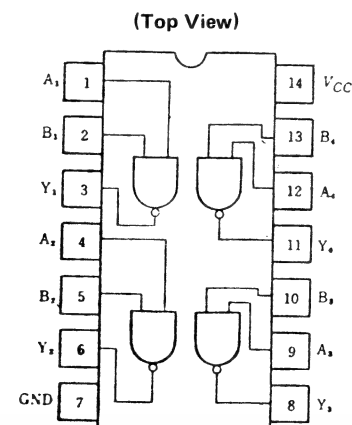 (Top View)
A₁ 1 14 V_CC
B₁ 2 13 B₄
Y₁ 3 12 A₄
A₂ 4 11 Y₄
B₂ 5 10 B₃
Y₂ 6 9 A₃
GND 7 8 Y₃